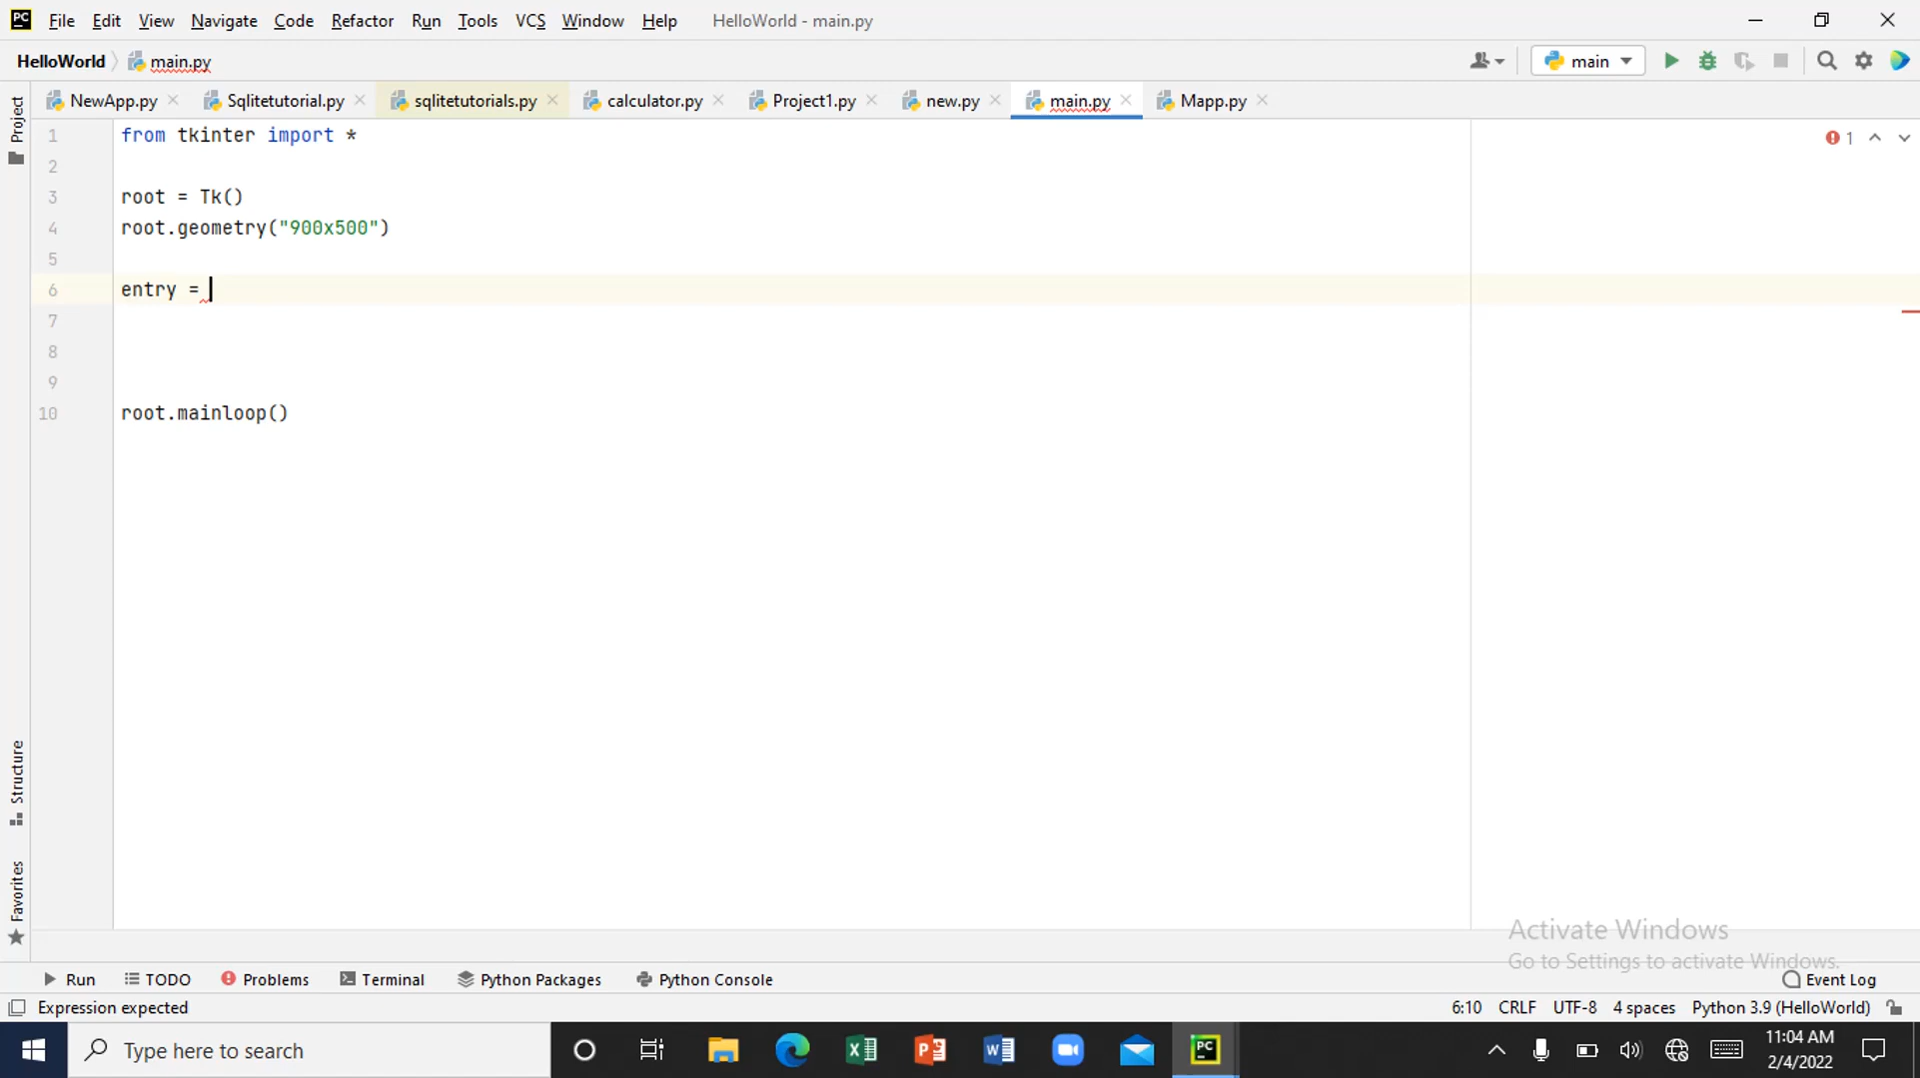 PC File Edit View Navigate Code Refactor Run Tools VCS Window Help HelloWorld - main.py
HelloWorld main.py main
NewApp.py Sqlitetutorial.py sqlitetutorials.py calculator.py Project1.py new.py main.py Mapp.py
Project
1 from tkinter import *
1
2
3 root = Tk()
4 root.geometry("900x500")
5
6 entry =
7
8
9
10 root.mainloop()
Structure
Favorites
Activate Windows
Go to Settings to activate Windows.
Run TODO Problems Terminal Python Packages Python Console Event Log
Expression expected 6:10 CRLF UTF-8 4 spaces Python 3.9 (HelloWorld)
Type here to search PC 11:04 AM
2/4/2022